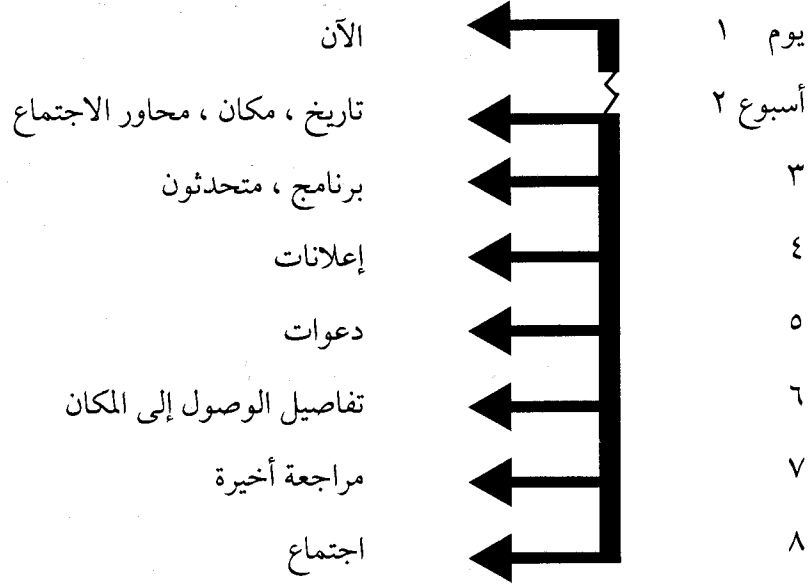 يوم ١ الآن
أسبوع ٢ تاريخ ، مكان ، محاور الاجتماع
٣ برنامج ، متحدثون
٤ إعلانات
٥ دعوات
٦ تفاصيل الوصول إلى المكان
٧ مراجعة أخيرة
٨ اجتماع